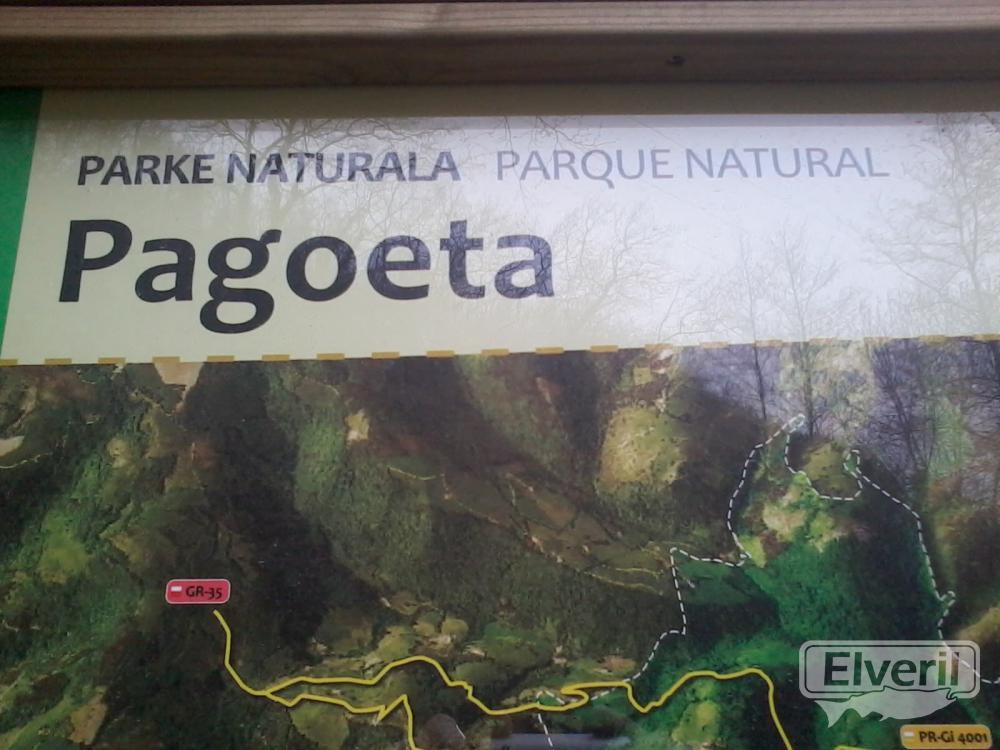 PARKE NATURALA PARQUE NATURAL
Pagoeta
GR-35
Elveril
PR-Gi 4001